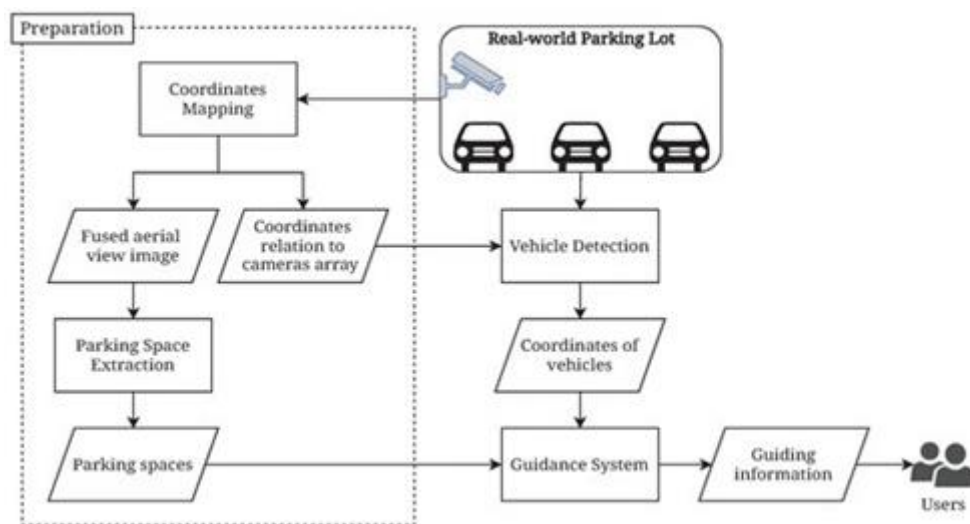 Preparation
Real-world Parking Lot
Coordinates
Mapping
Fused aerial
view image
Coordinates
relation to
cameras array
Vehicle Detection
Parking Space
Extraction
Coordinates of
vehicles
Parking spaces
Guidance System
Guiding
information
Users